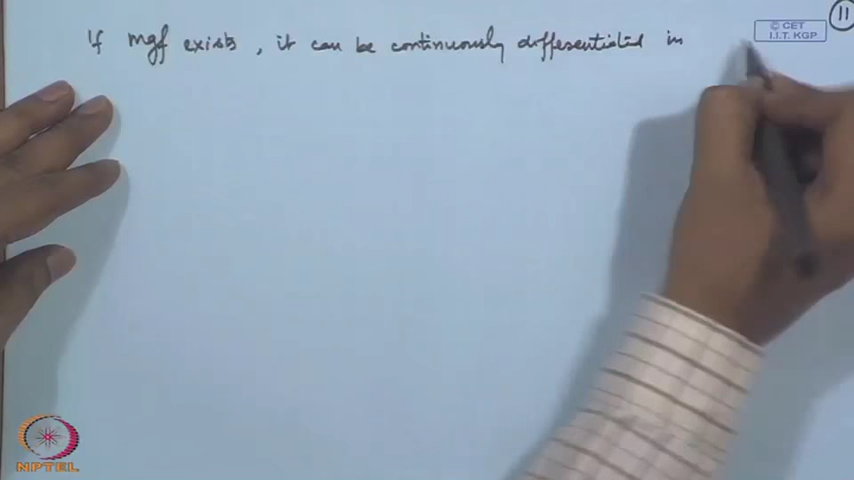 If mgf exists, it can be continuously differentiated in
11
© CET
I.I.T. KGP
NPTEL